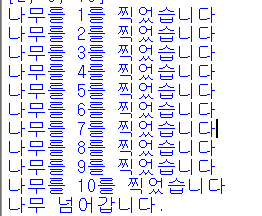 나무를 1를 찍었습니다
나무를 2를 찍었습니다
나무를 3를 찍었습니다
나무를 4를 찍었습니다
나무를 5를 찍었습니다
나무를 6를 찍었습니다
나무를 7를 찍었습니다
나무를 8를 찍었습니다
나무를 9를 찍었습니다
나무를 10를 찍었습니다
나무 넘어갑니다.